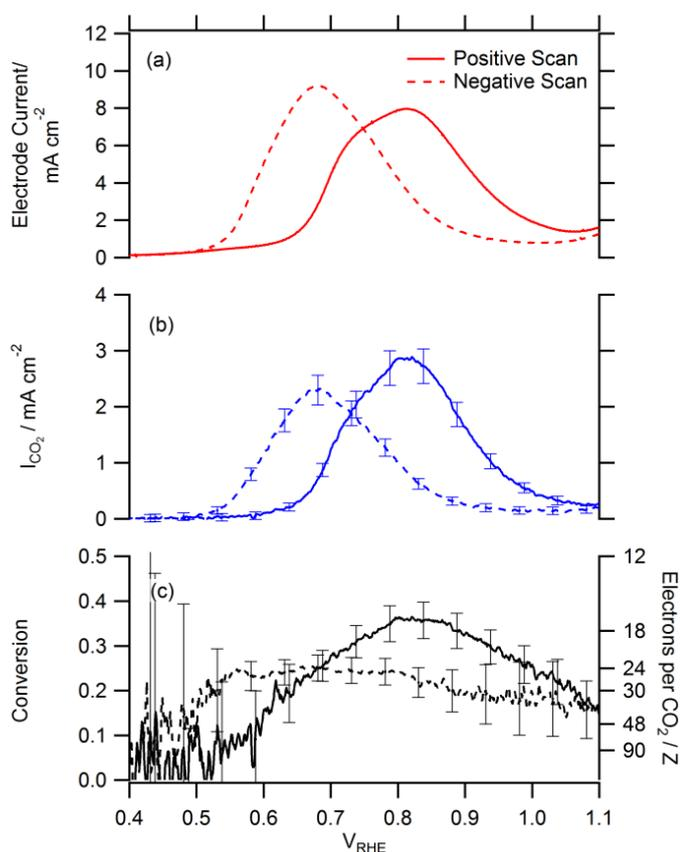 12
10
8
6
4
2
0
Electrode Current/
mA cm-2
(a)
Positive Scan
Negative Scan
4
3
2
1
0
ICO2 / mA cm-2
(b)
0.5
0.4
0.3
0.2
0.1
0.0
Conversion
(c)
12
18
24
30
48
90
Electrons per CO2 / Z
0.4 0.5 0.6 0.7 0.8 0.9 1.0 1.1
VRHE